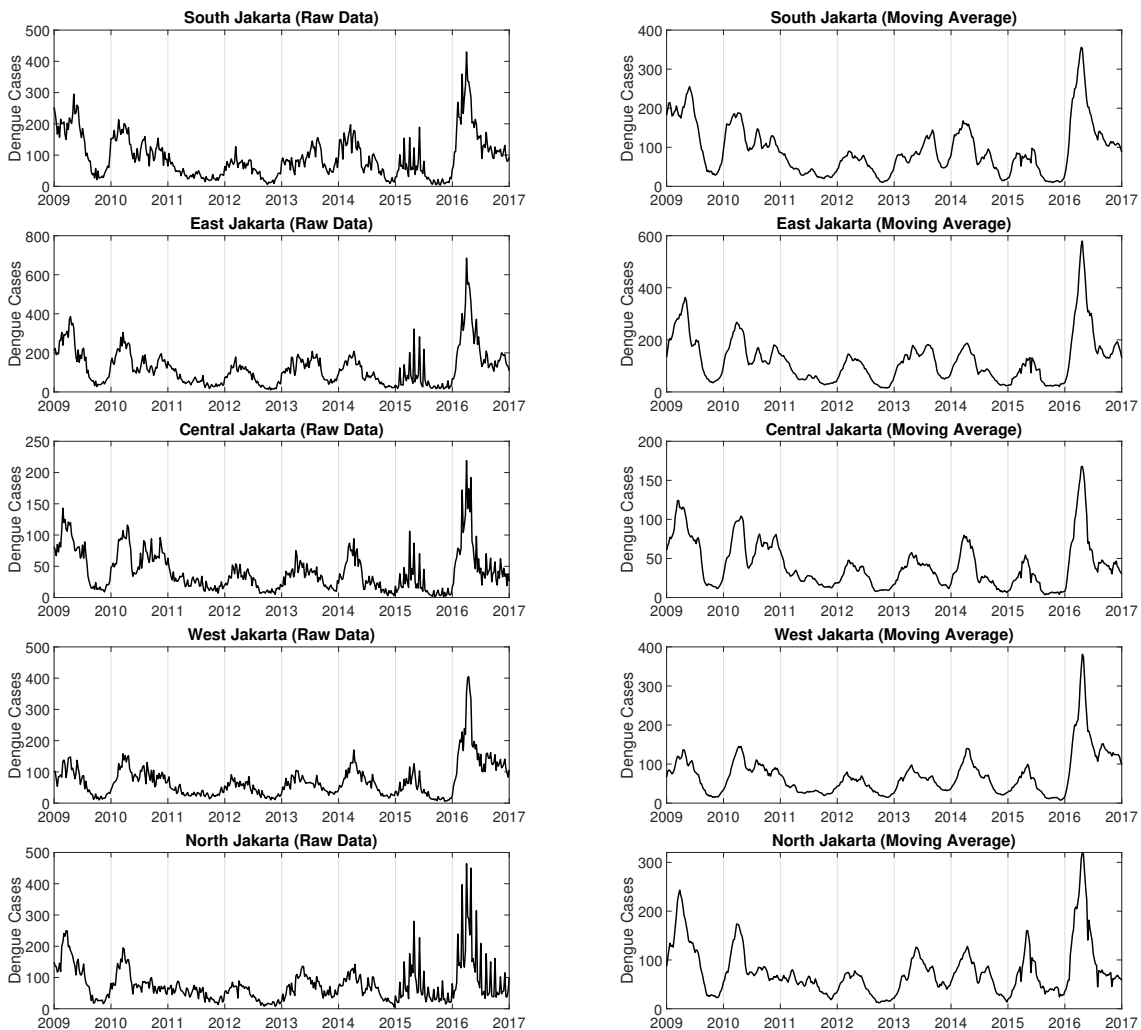 South Jakarta (Raw Data)
Dengue Cases
500
400
300
200
100
0
2009 2010 2011 2012 2013 2014 2015 2016 2017
South Jakarta (Moving Average)
Dengue Cases
400
300
200
100
0
2009 2010 2011 2012 2013 2014 2015 2016 2017
East Jakarta (Raw Data)
Dengue Cases
800
600
400
200
0
2009 2010 2011 2012 2013 2014 2015 2016 2017
East Jakarta (Moving Average)
Dengue Cases
600
400
200
0
2009 2010 2011 2012 2013 2014 2015 2016 2017
Central Jakarta (Raw Data)
Dengue Cases
250
200
150
100
50
0
2009 2010 2011 2012 2013 2014 2015 2016 2017
Central Jakarta (Moving Average)
Dengue Cases
200
150
100
50
0
2009 2010 2011 2012 2013 2014 2015 2016 2017
West Jakarta (Raw Data)
Dengue Cases
500
400
300
200
100
0
2009 2010 2011 2012 2013 2014 2015 2016 2017
West Jakarta (Moving Average)
Dengue Cases
400
300
200
100
0
2009 2010 2011 2012 2013 2014 2015 2016 2017
North Jakarta (Raw Data)
Dengue Cases
500
400
300
200
100
0
2009 2010 2011 2012 2013 2014 2015 2016 2017
North Jakarta (Moving Average)
Dengue Cases
300
200
100
0
2009 2010 2011 2012 2013 2014 2015 2016 2017